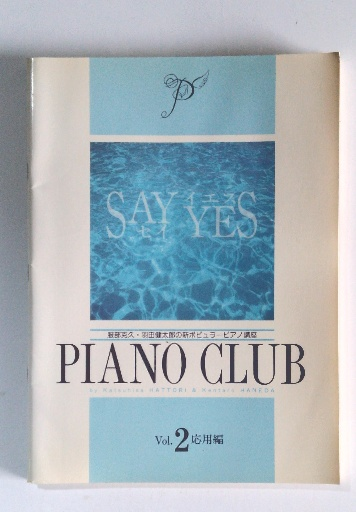 SAY イエス YES
セイ
服部克久・羽田健太郎の新ポピュラーピアノ講座
PIANO CLUB
by Katsuhisa HATTORI & Kentaro HANEDA
Vol. 2 応用編